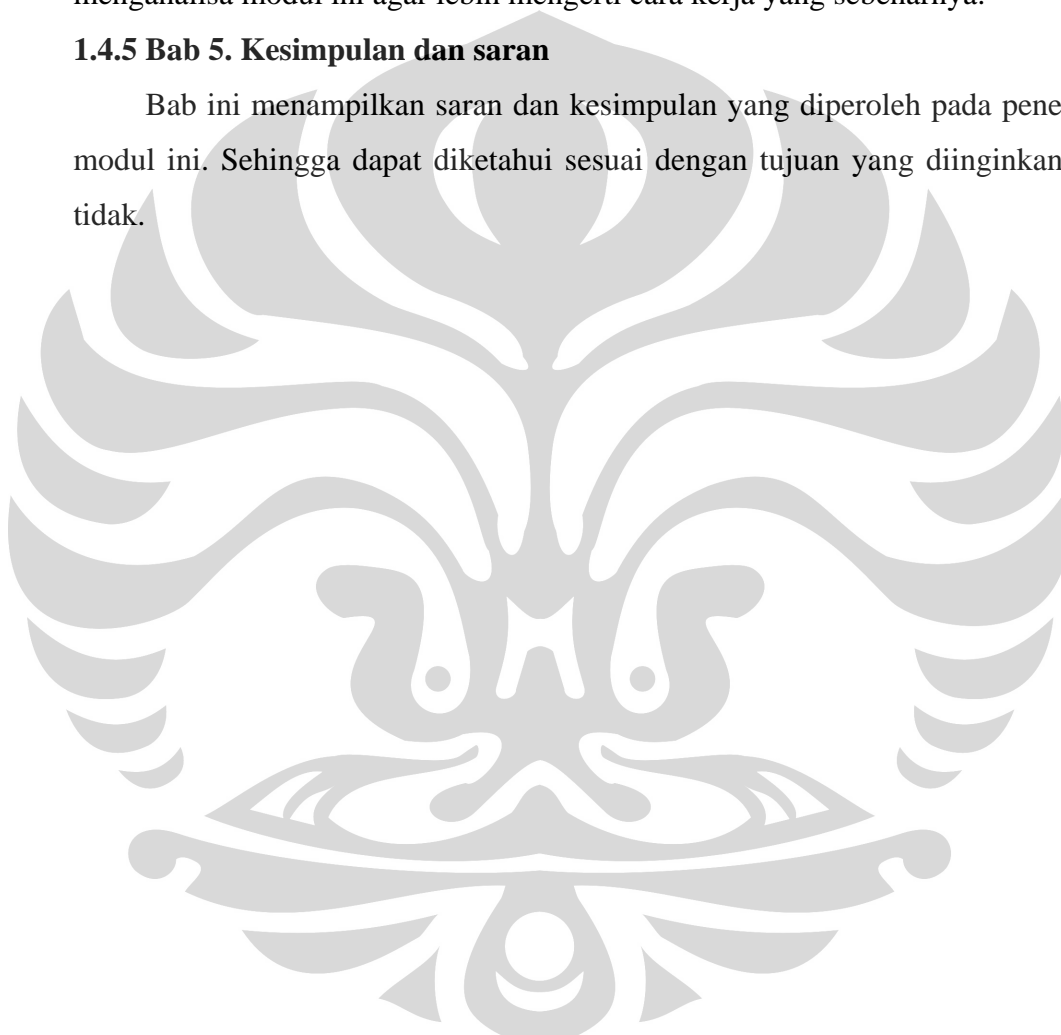 menganalisa modul ini agar lebih mengerti cara kerja yang sebenarnya.
1.4.5 Bab 5. Kesimpulan dan saran
Bab ini menampilkan saran dan kesimpulan yang diperoleh pada pene
modul ini. Sehingga dapat diketahui sesuai dengan tujuan yang diinginkan
tidak.